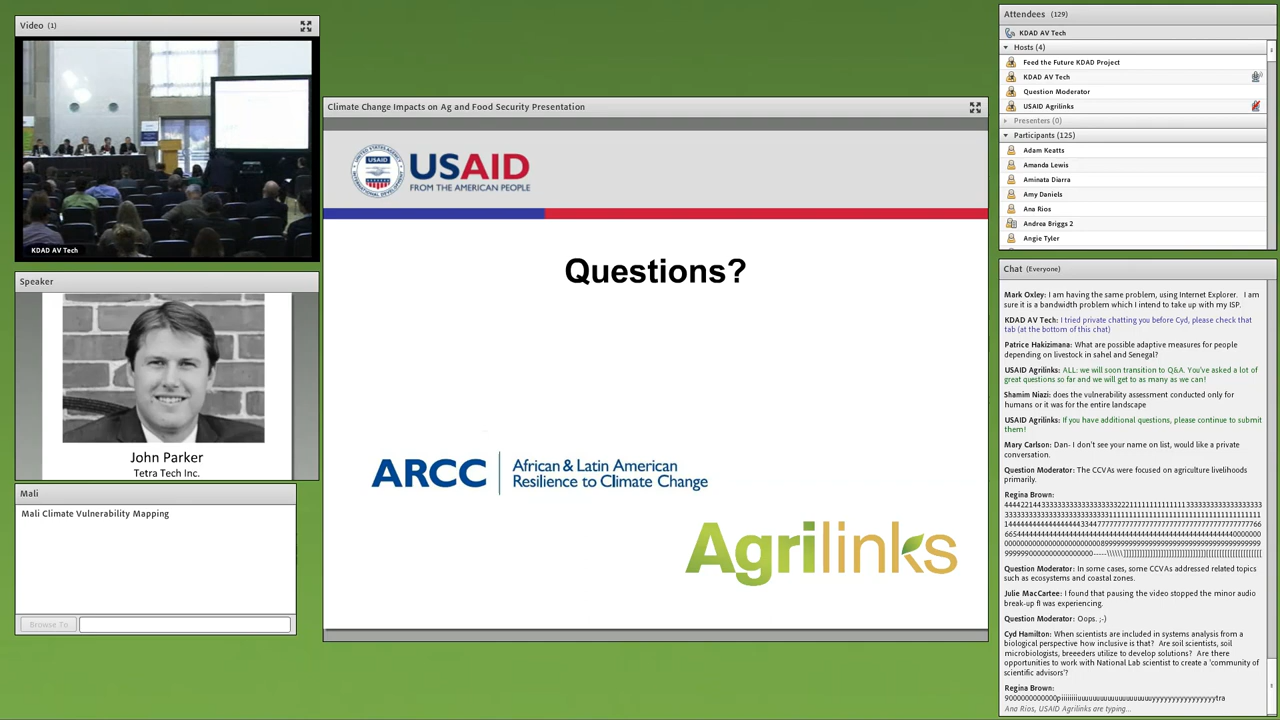 Video (1)
KDAD AV Tech
Speaker
John Parker
Tetra Tech Inc.
Mali
Mali Climate Vulnerability Mapping
Browse To
Climate Change Impacts on Ag and Food Security Presentation
USAID
USAID
FROM THE AMERICAN PEOPLE
Questions?
ARCC
African & Latin American
Resilience to Climate Change
Agrilinks
Attendees (129)
KDAD AV Tech
Hosts (4)
Feed the Future KDAD Project
KDAD AV Tech
Question Moderator
USAID Agrilinks
Presenters (0)
Participants (125)
Adam Keatts
Amanda Lewis
Aminata Diarra
Amy Daniels
Ana Rios
Andrea Briggs 2
Angie Tyler
Chat (Everyone)
Mark Oxley: I am having the same problem, using Internet Explorer. I am
sure it is a bandwidth problem which I intend to take up with my ISP.
KDAD AV Tech: I tried private chatting you before Cyd, please check that
tab (at the bottom of this chat)
Patrice Hakizimana: What are possible adaptive measures for people
depending on livestock in sahel and Senegal?
USAID Agrilinks: ALL: we will soon transition to Q&A. You've asked a lot of
great questions so far and we will get to as many as we can!
Shamim Niazi: does the vulnerability assessment conducted only for
humans or it was for the entire landscape
USAID Agrilinks: If you have additional questions, please continue to submit
them!
Mary Carlson: Dan- I don't see your name on list, would like a private
conversation.
Question Moderator: The CCVAs were focused on agriculture livelihoods
primarily.
Regina Brown:
Question Moderator: In some cases, some CCVAs addressed related topics
such as ecosystems and coastal zones.
Julie MacCartee: I found that pausing the video stopped the minor audio
break-up fI was experiencing.
Question Moderator: Oops. ;-)
Cyd Hamilton: When scientists are included in systems analysis from a
biological perspective how inclusive is that? Are soil scientists, soil
microbiologists, breeeders utilize to develop solutions? Are there
opportunities to work with National Lab scientist to create a 'community of
scientific advisors'?
Regina Brown:
Ana Rios, USAID Agrilinks are typing...